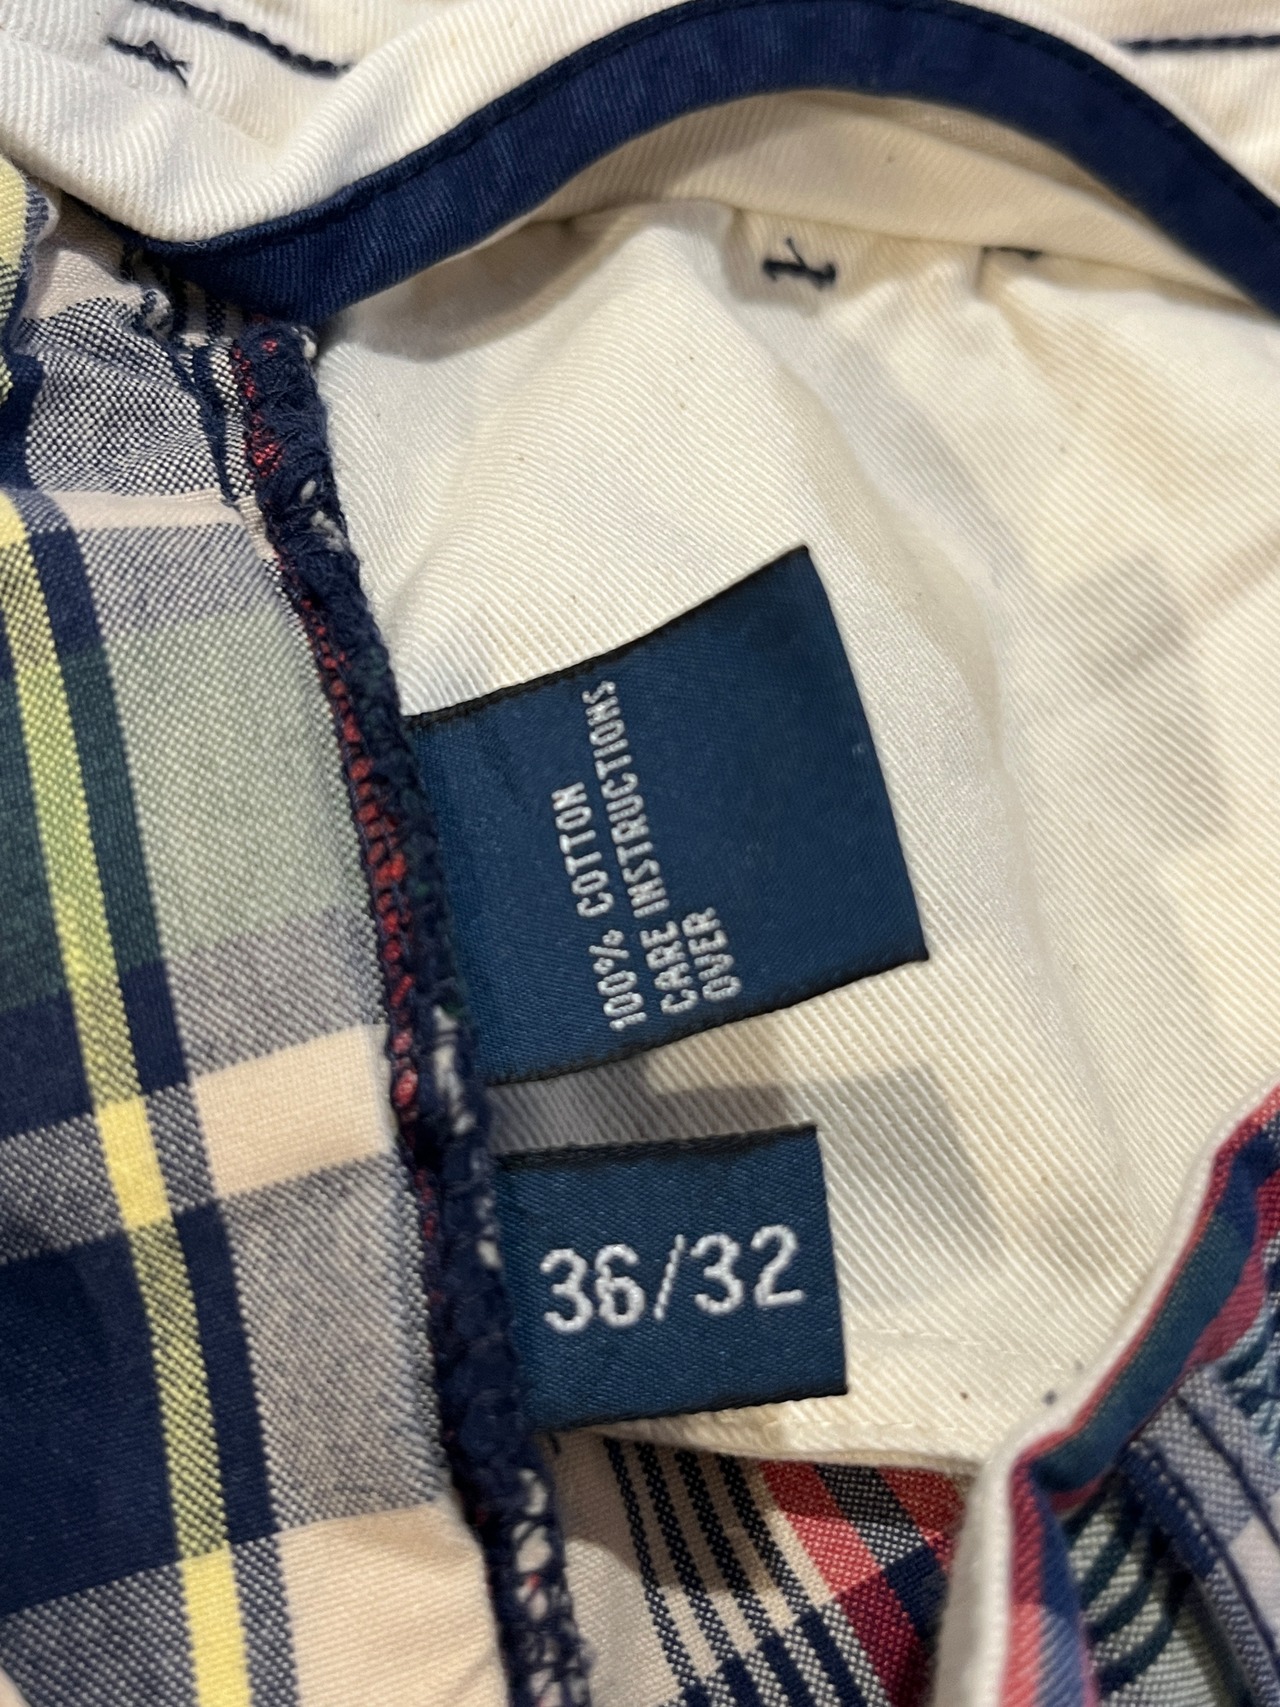 100% COTTON
CARE INSTRUCTIONS
OVER
36/32